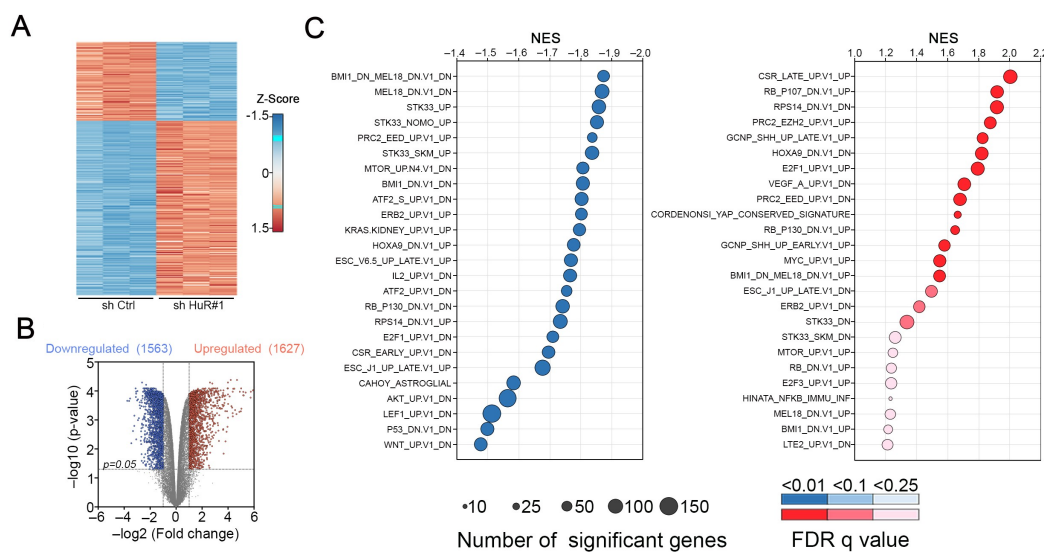 A
Z-Score
-1.5
0
1.5
sh Ctrl
sh HuR#1
B
Downregulated (1563)
Upregulated (1627)
–log10 (p-value)
5
4
3
2
1
0
p=0.05
−6 −4 −2 0 2 4 6
–log2 (Fold change)
C
NES
−1.4 −1.5 −1.6 −1.7 −1.8 −1.9 −2.0
BMI1_DN_MEL18_DN.V1_DN
MEL18_DN.V1_DN
STK33_UP
STK33_NOMO_UP
PRC2_EED_UP.V1_UP
STK33_SKM_UP
MTOR_UP.N4.V1_DN
BMI1_DN.V1_DN
ATF2_S_UP.V1_DN
ERB2_UP.V1_UP
KRAS.KIDNEY_UP.V1_UP
HOXA9_DN.V1_UP
ESC_V6.5_UP_LATE.V1_UP
IL2_UP.V1_DN
ATF2_UP.V1_DN
RB_P130_DN.V1_DN
RPS14_DN.V1_UP
E2F1_UP.V1_DN
CSR_EARLY_UP.V1_DN
ESC_J1_UP_LATE.V1_UP
CAHOY_ASTROGLIAL
AKT_UP.V1_DN
LEF1_UP.V1_DN
P53_DN.V1_DN
WNT_UP.V1_DN
NES
1.0 1.2 1.4 1.6 1.8 2.0 2.2
CSR_LATE_UP.V1_UP
RB_P107_DN.V1_UP
RPS14_DN.V1_DN
PRC2_EZH2_UP.V1_UP
GCNP_SHH_UP_LATE.V1_UP
HOXA9_DN.V1_DN
E2F1_UP.V1_UP
VEGF_A_UP.V1_DN
PRC2_EED_UP.V1_DN
CORDENONSI_YAP_CONSERVED_SIGNATURE
RB_P130_DN.V1_UP
GCNP_SHH_UP_EARLY.V1_UP
MYC_UP.V1_UP
BMI1_DN_MEL18_DN.V1_UP
ESC_J1_UP_LATE.V1_DN
ERB2_UP.V1_DN
STK33_DN
STK33_SKM_DN
MTOR_UP.V1_UP
RB_DN.V1_UP
E2F3_UP.V1_UP
HINATA_NFKB_IMMU_INF
MEL18_DN.V1_UP
BMI1_DN.V1_UP
LTE2_UP.V1_DN
10 25 50 100 150
Number of significant genes
<0.01 <0.1 <0.25
FDR q value